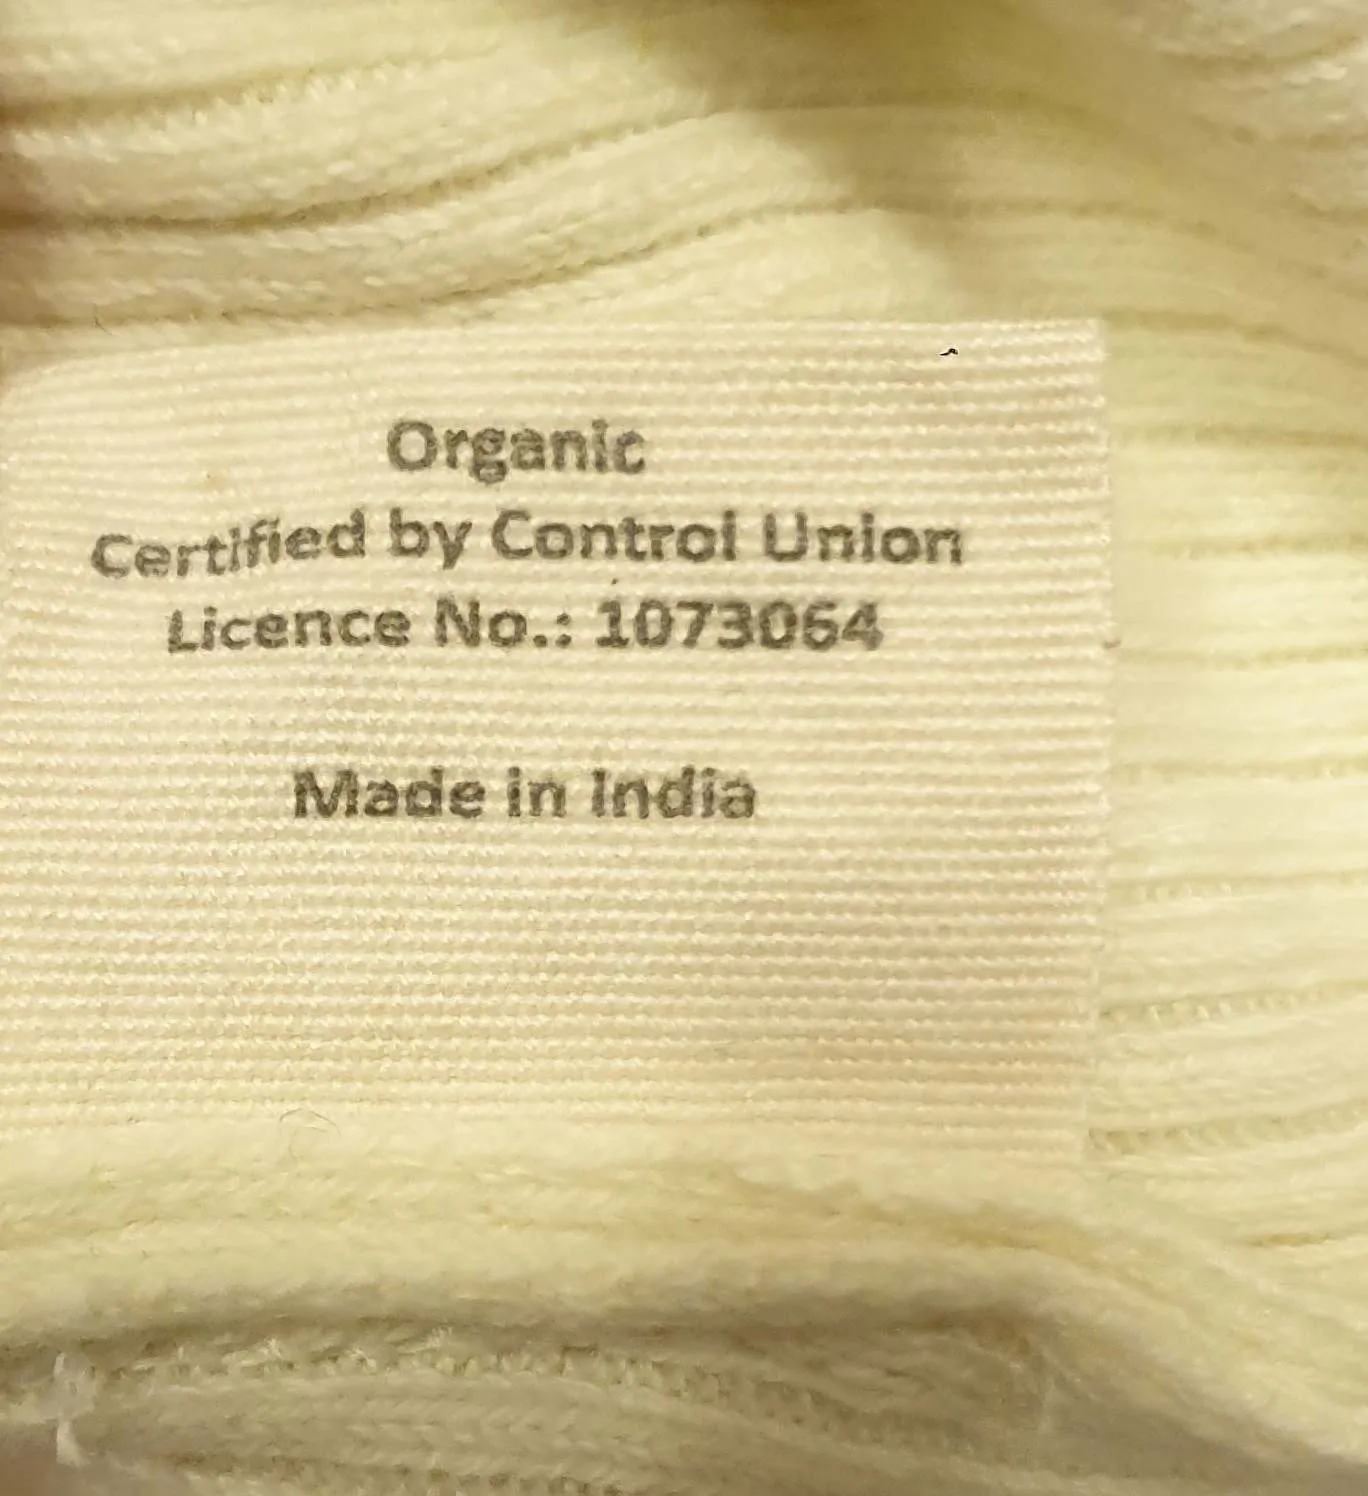 Organic
Certified by Control Union
Licence No.: 1073064
Made in India